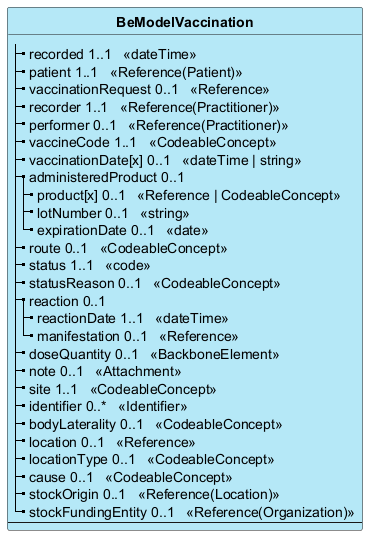 BeModelVaccination
recorded 1..1 «dateTime»
patient 1..1 «Reference(Patient)»
vaccinationRequest 0..1 «Reference»
recorder 1..1 «Reference(Practitioner)»
performer 0..1 «Reference(Practitioner)»
vaccineCode 1..1 «CodeableConcept»
vaccinationDate[x] 0..1 «dateTime | string»
administeredProduct 0..1
product[x] 0..1 «Reference | CodeableConcept»
lotNumber 0..1 «string»
expirationDate 0..1 «date»
route 0..1 «CodeableConcept»
status 1..1 «code»
statusReason 0..1 «CodeableConcept»
reaction 0..1
reactionDate 1..1 «dateTime»
manifestation 0..1 «Reference»
doseQuantity 0..1 «BackboneElement»
note 0..1 «Attachment»
site 1..1 «CodeableConcept»
identifier 0..* «Identifier»
bodyLaterality 0..1 «CodeableConcept»
location 0..1 «Reference»
locationType 0..1 «CodeableConcept»
cause 0..1 «CodeableConcept»
stockOrigin 0..1 «Reference(Location)»
stockFundingEntity 0..1 «Reference(Organization)»